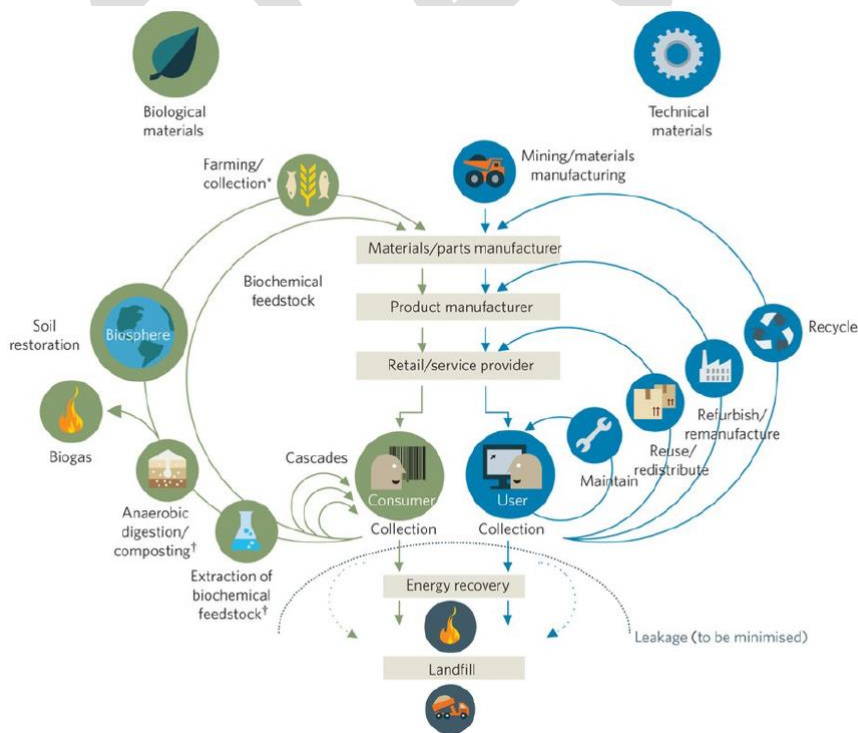 Biological
materials
Technical
materials
Farming/
collection*
Mining/materials
manufacturing
Materials/parts manufacturer
Biochemical
feedstock
Product manufacturer
Soil
restoration
Biosphere
Recycle
Retail/service provider
Refurbish/
remanufacture
Biogas
Reuse/
redistribute
Cascades
Maintain
Consumer
User
Anaerobic
digestion/
composting†
Collection
Collection
Extraction of
biochemical
feedstock†
Energy recovery
Leakage (to be minimised)
Landfill